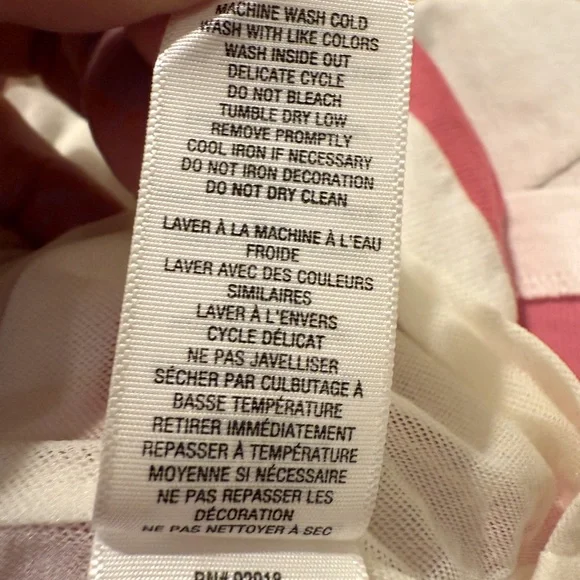 MACHINE WASH COLD
WASH WITH LIKE COLORS
WASH INSIDE OUT
DELICATE CYCLE
DO NOT BLEACH
TUMBLE DRY LOW
REMOVE PROMPTLY
COOL IRON IF NECESSARY
DO NOT IRON DECORATION
DO NOT DRY CLEAN
LAVER À LA MACHINE À L'EAU
FROIDE
LAVER AVEC DES COULEURS
SIMILAIRES
LAVER À L'ENVERS
CYCLE DÉLICAT
NE PAS JAVELLISER
SÉCHER PAR CULBUTAGE À
BASSE TEMPÉRATURE
RETIRER IMMÉDIATEMENT
REPASSER À TEMPÉRATURE
MOYENNE SI NÉCESSAIRE
NE PAS REPASSER LES
DÉCORATION
NE PAS NETTOYER À SEC
RN#